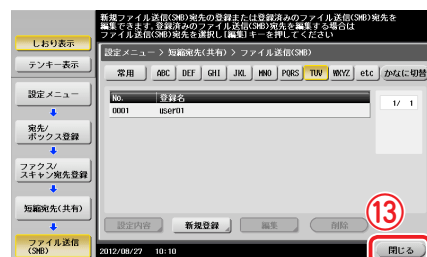 新規ファイル送信(SMB)宛先の登録または登録済みのファイル送信(SMB)宛先を
編集できます。登録済みのファイル送信(SMB)宛先を編集する場合は
ファイル送信(SMB)宛先を選択し[編集]キーを押してください
しおり表示
テンキー表示
設定メニュー
宛先/
ボックス登録
ファクス/
スキャン宛先登録
短縮宛先(共有)
ファイル送信
(SMB)
設定メニュー > 短縮宛先(共有) > ファイル送信(SMB)
常用 ABC DEF GHI JKL MNO PQRS TUV WXYZ etc かなに切替
No. 登録名
0001 user01
1/ 1
設定内容 新規登録 編集 削除
⑬
2012/08/27 10:10
閉じる